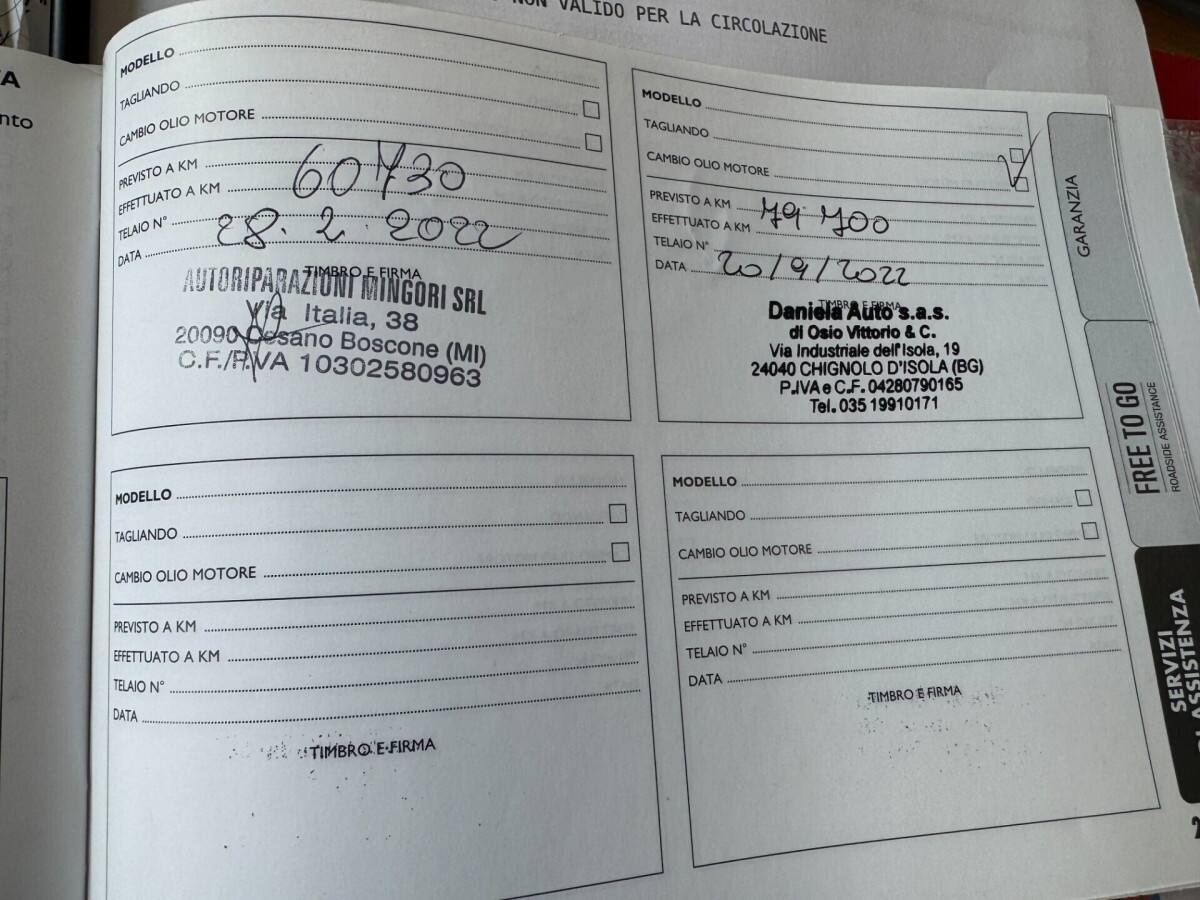 NON VALIDO PER LA CIRCOLAZIONE
TA
nto
MODELLO
TAGLIANDO
CAMBIO OLIO MOTORE
PREVISTO A KM
EFFETTUATO A KM 60730
TELAIO N°
DATA 28.2.2022
TIMBRO E FIRMA
AUTORIPARAZIONI MINGORI SRL
Via Italia, 38
20090 Cesano Boscone (MI)
C.F./P.IVA 10302580963
MODELLO
TAGLIANDO
CAMBIO OLIO MOTORE
PREVISTO A KM
EFFETTUATO A KM 79700
TELAIO N°
DATA 20/9/2022
TIMBRO E FIRMA
Daniela Auto s.a.s.
di Osio Vittorio & C.
Via Industriale dell'Isola, 19
24040 CHIGNOLO D'ISOLA (BG)
P.IVA e C.F. 04280790165
Tel. 035 19910171
MODELLO
TAGLIANDO
CAMBIO OLIO MOTORE
PREVISTO A KM
EFFETTUATO A KM
TELAIO N°
DATA
TIMBRO E FIRMA
MODELLO
TAGLIANDO
CAMBIO OLIO MOTORE
PREVISTO A KM
EFFETTUATO A KM
TELAIO N°
DATA
TIMBRO E FIRMA
GARANZIA
FREE TO GO
ROADSIDE ASSISTANCE
SERVIZI
ASSISTENZA
2